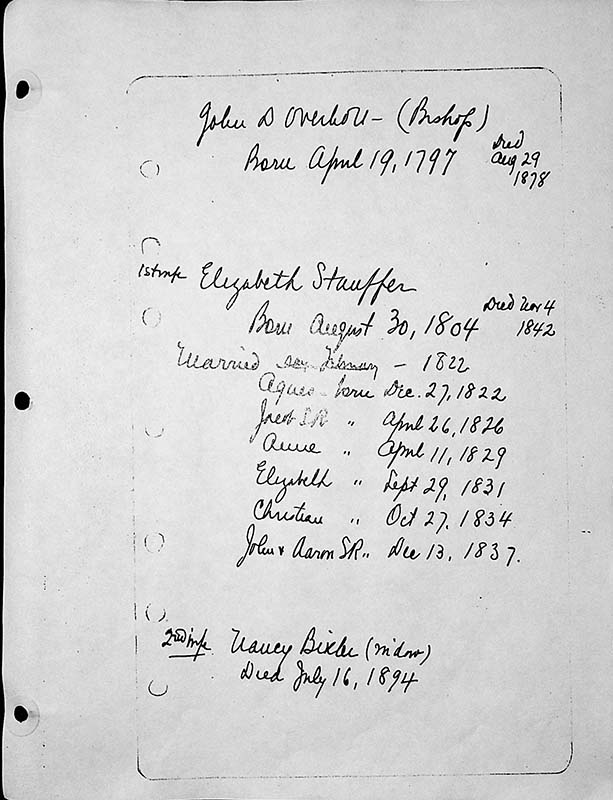 John D Overholt - (Bishop)
Born April 19, 1797
Died
Aug 29
1878
1st wife Elizabeth Stauffer
Born August 30, 1804
Died Nov 4
1842
Married February - 1822
Agnes - born Dec. 27, 1822
Jacob S.R. " April 26, 1826
Anne " April 11, 1829
Elizabeth " Sept 29, 1831
Christian " Oct 27, 1834
John & Aaron S.R. " Dec 13, 1837.
2nd wife Nancy Bixler (widow)
Died July 16, 1894